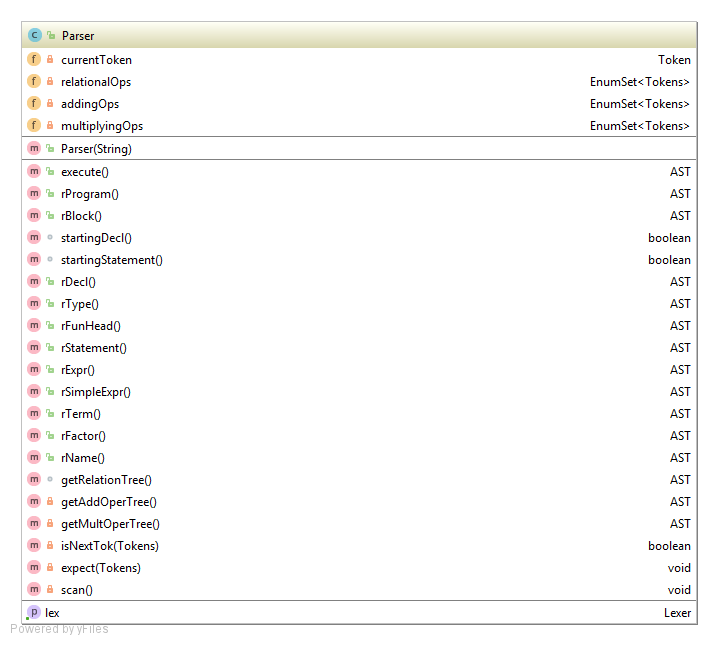 C Parser
f currentToken Token
f relationalOps EnumSet<Tokens>
f addingOps EnumSet<Tokens>
f multiplyingOps EnumSet<Tokens>
m Parser(String)
m execute() AST
m rProgram() AST
m rBlock() AST
m startingDecl() boolean
m startingStatement() boolean
m rDecl() AST
m rType() AST
m rFunHead() AST
m rStatement() AST
m rExpr() AST
m rSimpleExpr() AST
m rTerm() AST
m rFactor() AST
m rName() AST
m getRelationTree() AST
m getAddOperTree() AST
m getMultOperTree() AST
m isNextTok(Tokens) boolean
m expect(Tokens) void
m scan() void
p lex Lexer
Powered by yFiles